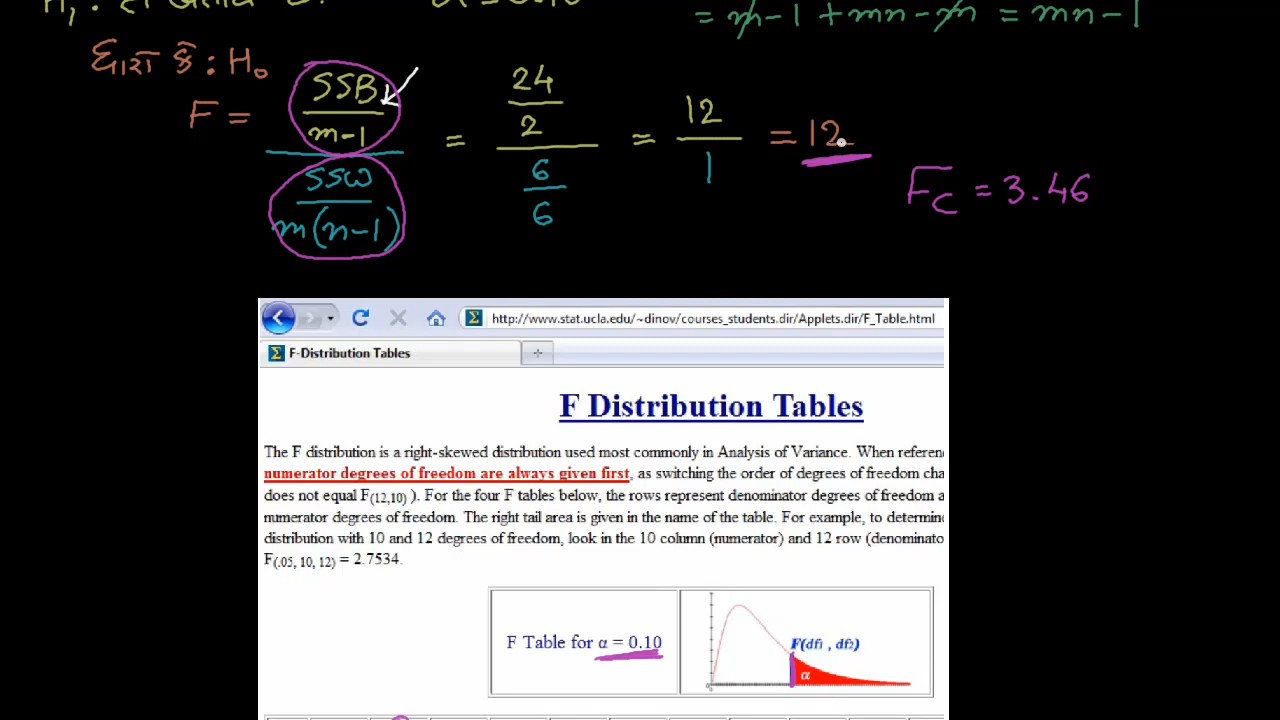 = m-1 + mn - m = mn-1
: H₀
F = SSB / m-1 / SSW / m(n-1) = 24 / 2 / 6 / 6 = 12 / 1 = 12
F_C = 3.46
http://www.stat.ucla.edu/~dinov/courses_students.dir/Applets.dir/F_Table.html
F-Distribution Tables
F Distribution Tables
The F distribution is a right-skewed distribution used most commonly in Analysis of Variance. When
numerator degrees of freedom are always given first, as switching the order of degrees of freedom
does not equal F(12,10) ). For the four F tables below, the rows represent denominator degrees of freedom
numerator degrees of freedom. The right tail area is given in the name of the table. For example, to
distribution with 10 and 12 degrees of freedom, look in the 10 column (numerator) and 12 row
F(.05, 10, 12) = 2.7534.
F Table for α = 0.10
F(df₁ , df₂)
α